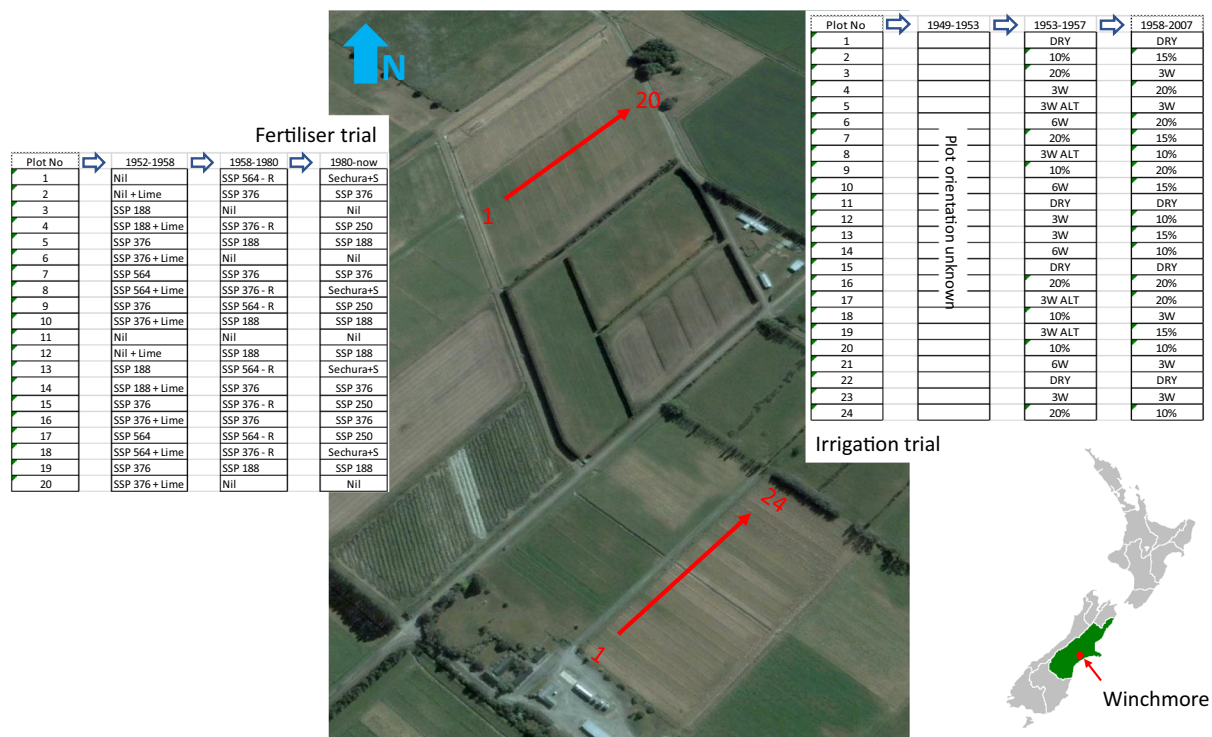 N
20
1
24
1
Fertiliser trial
Plot No 1952-1958 1958-1980 1980-now
1 Nil SSP 564 - R Sechura+S
2 Nil + Lime SSP 376 SSP 376
3 SSP 188 Nil Nil
4 SSP 188 + Lime SSP 376 - R SSP 250
5 SSP 376 SSP 188 SSP 188
6 SSP 376 + Lime Nil Nil
7 SSP 564 SSP 376 SSP 376
8 SSP 564 + Lime SSP 376 - R Sechura+S
9 SSP 376 SSP 564 - R SSP 250
10 SSP 376 + Lime SSP 188 SSP 188
11 Nil Nil Nil
12 Nil + Lime SSP 188 SSP 188
13 SSP 188 SSP 564 - R Sechura+S
14 SSP 188 + Lime SSP 376 SSP 376
15 SSP 376 SSP 376 - R SSP 250
16 SSP 376 + Lime SSP 376 SSP 376
17 SSP 564 SSP 564 - R SSP 250
18 SSP 564 + Lime SSP 376 - R Sechura+S
19 SSP 376 SSP 188 SSP 188
20 SSP 376 + Lime Nil Nil
Plot No 1949-1953 1953-1957 1958-2007
1 DRY DRY
2 10% 15%
3 20% 3W
4 3W 20%
5 3W ALT 3W
6 6W 20%
7 20% 15%
8 3W ALT 10%
9 10% 20%
10 6W 15%
11 DRY DRY
12 3W 10%
13 3W 15%
14 6W 10%
15 DRY DRY
16 20% 20%
17 3W ALT 20%
18 10% 3W
19 3W ALT 15%
20 10% 10%
21 6W 3W
22 DRY DRY
23 3W 3W
24 20% 10%
Plot orientation unknown
Irrigation trial
Winchmore